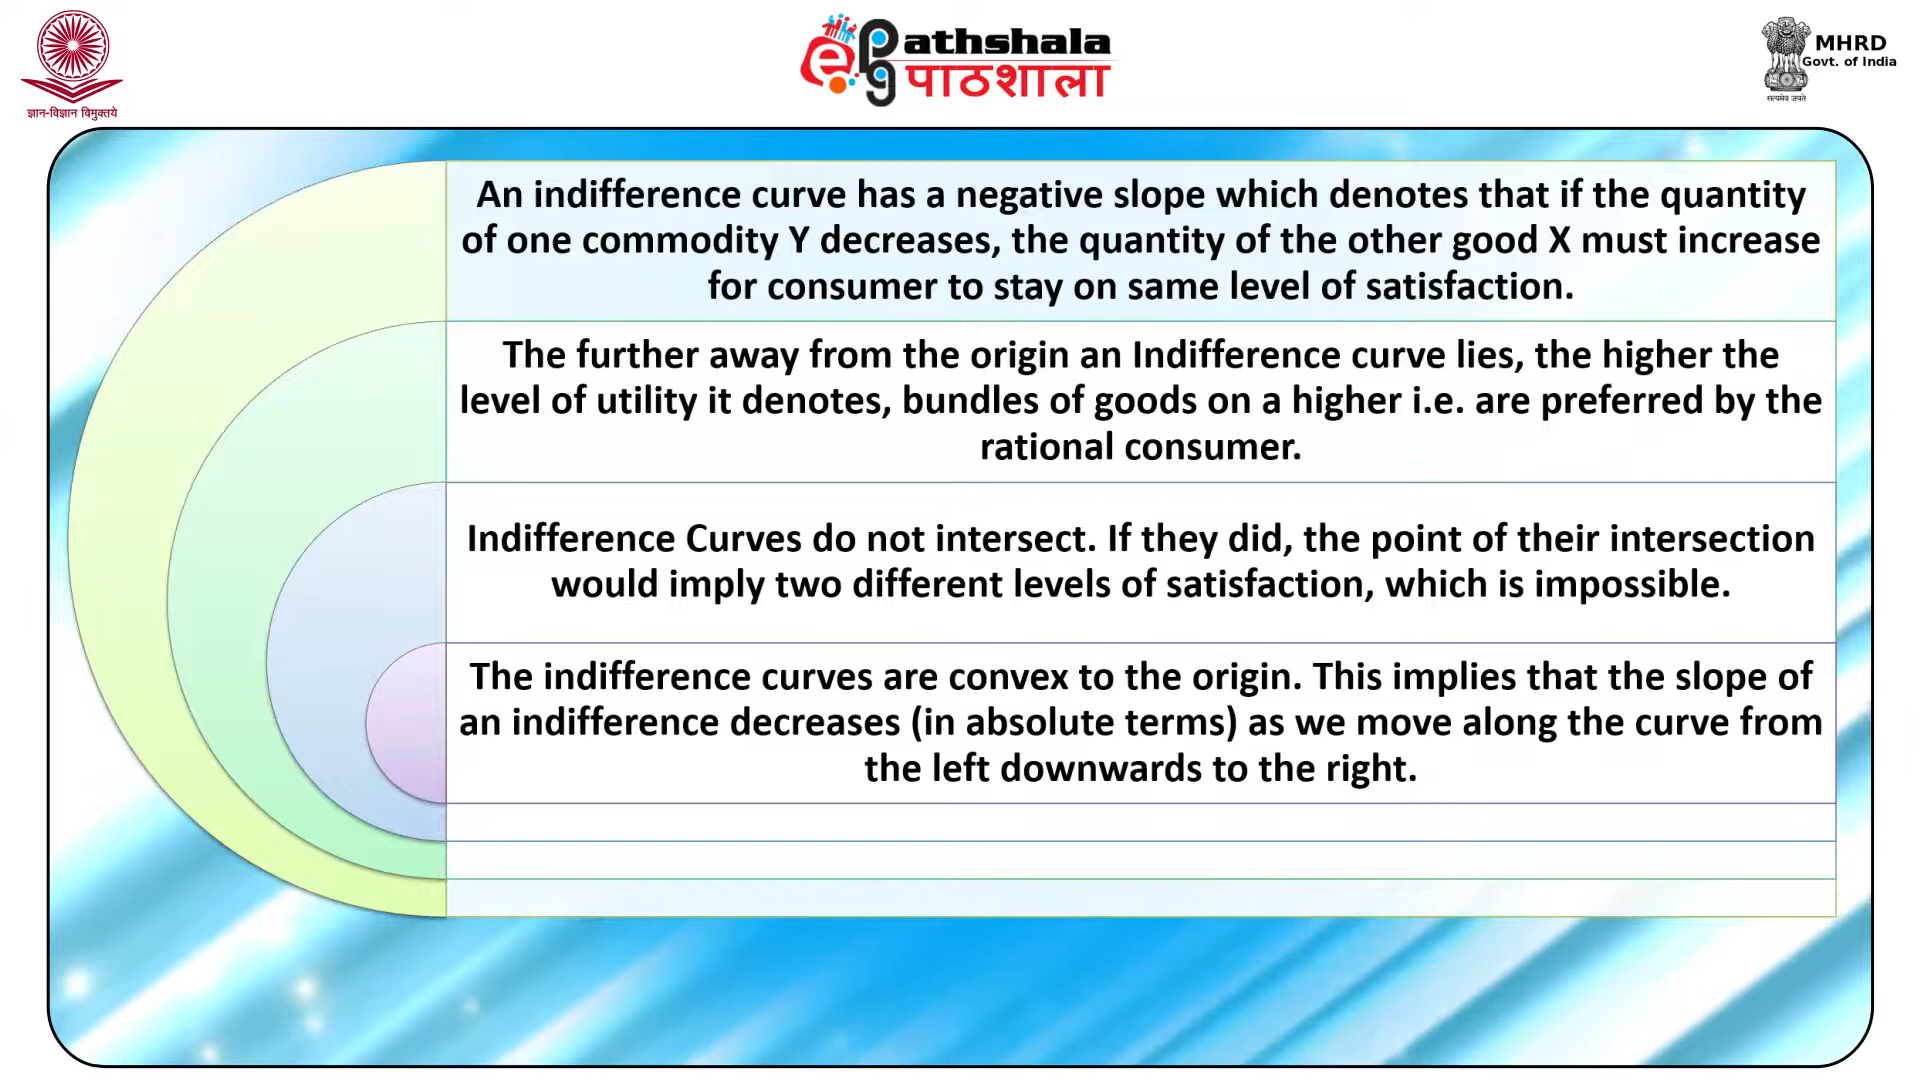 ज्ञान-विज्ञान विमुक्तये
ePG athshala
पाठशाला
सत्यमेव जयते
MHRD
Govt. of India
An indifference curve has a negative slope which denotes that if the quantity
of one commodity Y decreases, the quantity of the other good X must increase
for consumer to stay on same level of satisfaction.
The further away from the origin an Indifference curve lies, the higher the
level of utility it denotes, bundles of goods on a higher i.e. are preferred by the
rational consumer.
Indifference Curves do not intersect. If they did, the point of their intersection
would imply two different levels of satisfaction, which is impossible.
The indifference curves are convex to the origin. This implies that the slope of
an indifference decreases (in absolute terms) as we move along the curve from
the left downwards to the right.